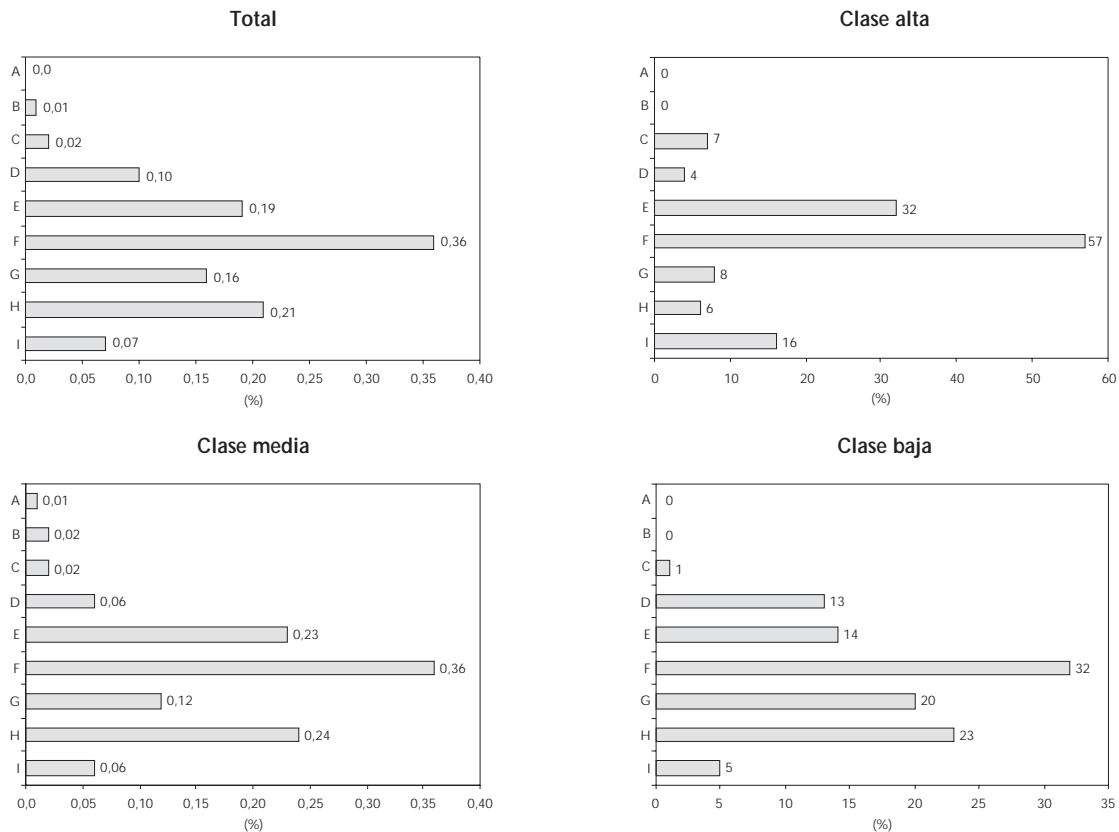 Total
A 0,0
B 0,01
C 0,02
D 0,10
E 0,19
F 0,36
G 0,16
H 0,21
I 0,07
0,0 0,05 0,10 0,15 0,20 0,25 0,30 0,35 0,40
(%)
Clase alta
A 0
B 0
C 7
D 4
E 32
F 57
G 8
H 6
I 16
0 10 20 30 40 50 60
(%)
Clase media
A 0,01
B 0,02
C 0,02
D 0,06
E 0,23
F 0,36
G 0,12
H 0,24
I 0,06
0,0 0,05 0,10 0,15 0,20 0,25 0,30 0,35 0,40
(%)
Clase baja
A 0
B 0
C 1
D 13
E 14
F 32
G 20
H 23
I 5
0 5 10 15 20 25 30 35
(%)